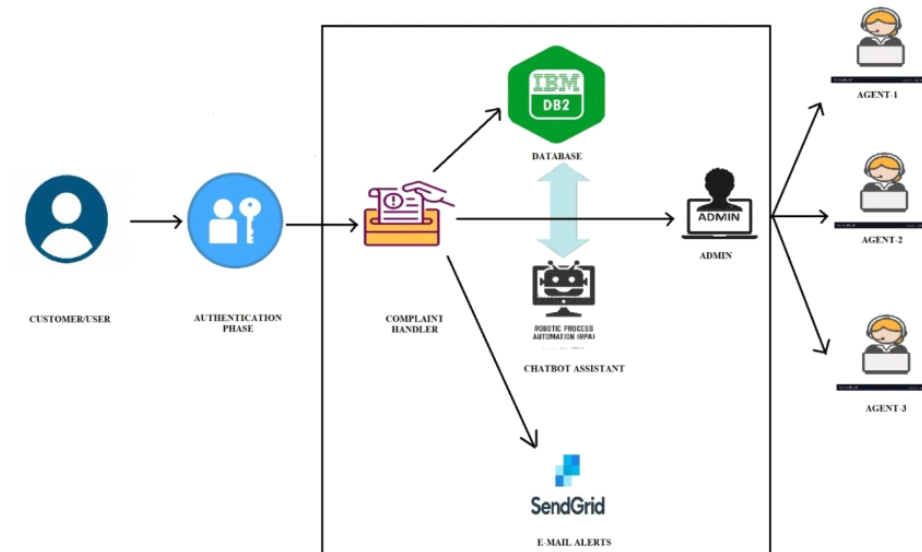 AGENT-1
IBM
DB2
DATABASE
ADMIN
ADMIN
AGENT-2
CUSTOMER/USER
AUTHENTICATION
PHASE
COMPLAINT
HANDLER
ROBOTIC PROCESS
AUTOMATION (RPA)
CHATBOT ASSISTANT
AGENT-3
SendGrid
E-MAIL ALERTS